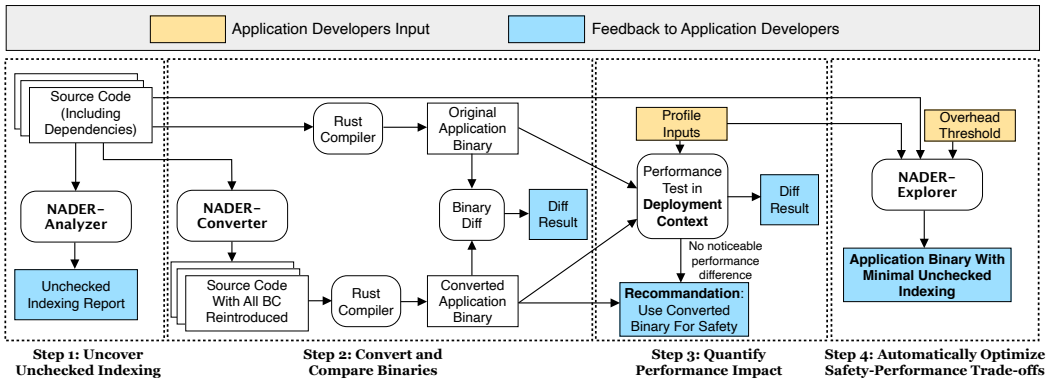 Application Developers Input
Feedback to Application Developers
Source Code
(Including
Dependencies)
NADER-
Analyzer
Unchecked
Indexing Report
NADER-
Converter
Source Code
With All BC
Reintroduced
Rust
Compiler
Original
Application
Binary
Binary
Diff
Diff
Result
Rust
Compiler
Converted
Application
Binary
Profile
Inputs
Performance
Test in
Deployment
Context
Diff
Result
No noticeable
performance
difference
Recommandation:
Use Converted
Binary For Safety
Overhead
Threshold
NADER-
Explorer
Application Binary With
Minimal Unchecked
Indexing
Step 1: Uncover
Unchecked Indexing
Step 2: Convert and
Compare Binaries
Step 3: Quantify
Performance Impact
Step 4: Automatically Optimize
Safety-Performance Trade-offs